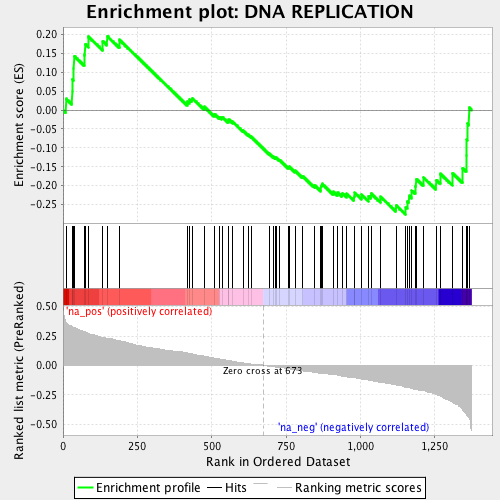 Enrichment plot: DNA REPLICATION
Enrichment score (ES)
0.20
0.15
0.10
0.05
0.00
-0.05
-0.10
-0.15
-0.20
-0.25
Ranked list metric (PreRanked)
0.50
0.25
0.00
-0.25
-0.50
'na_pos' (positively correlated)
Zero cross at 673
'na_neg' (negatively correlated)
0
250
500
750
1,000
1,250
Rank in Ordered Dataset
Enrichment profile
Hits
Ranking metric scores